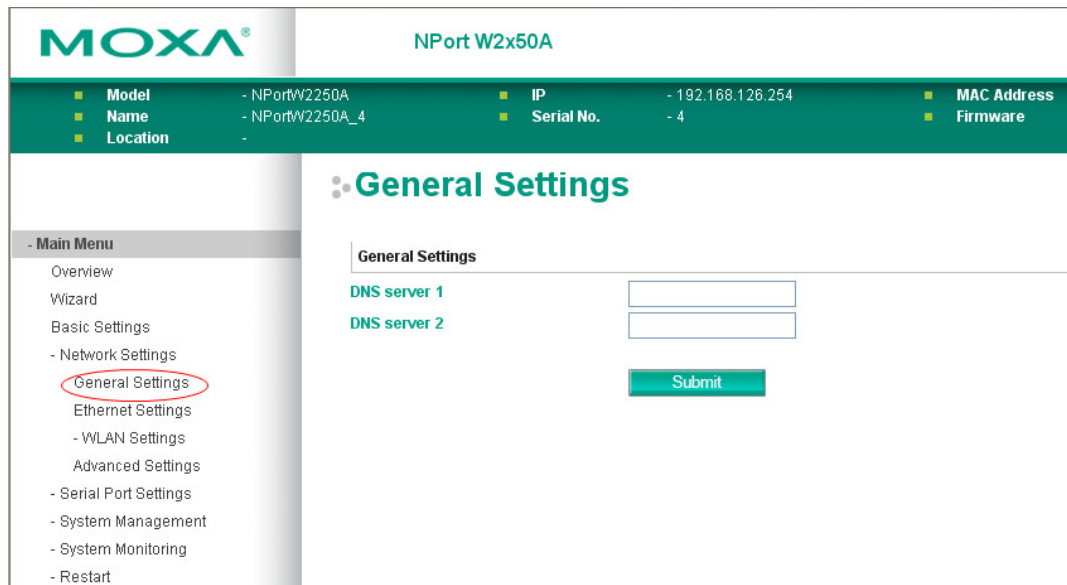 MOXA®
NPort W2x50A
Model - NPortW2250A IP - 192.168.126.254 MAC Address
Name - NPortW2250A_4 Serial No. - 4 Firmware
Location -
General Settings
- Main Menu
Overview
Wizard
Basic Settings
- Network Settings
General Settings
Ethernet Settings
- WLAN Settings
Advanced Settings
- Serial Port Settings
- System Management
- System Monitoring
- Restart
General Settings
DNS server 1
DNS server 2
Submit